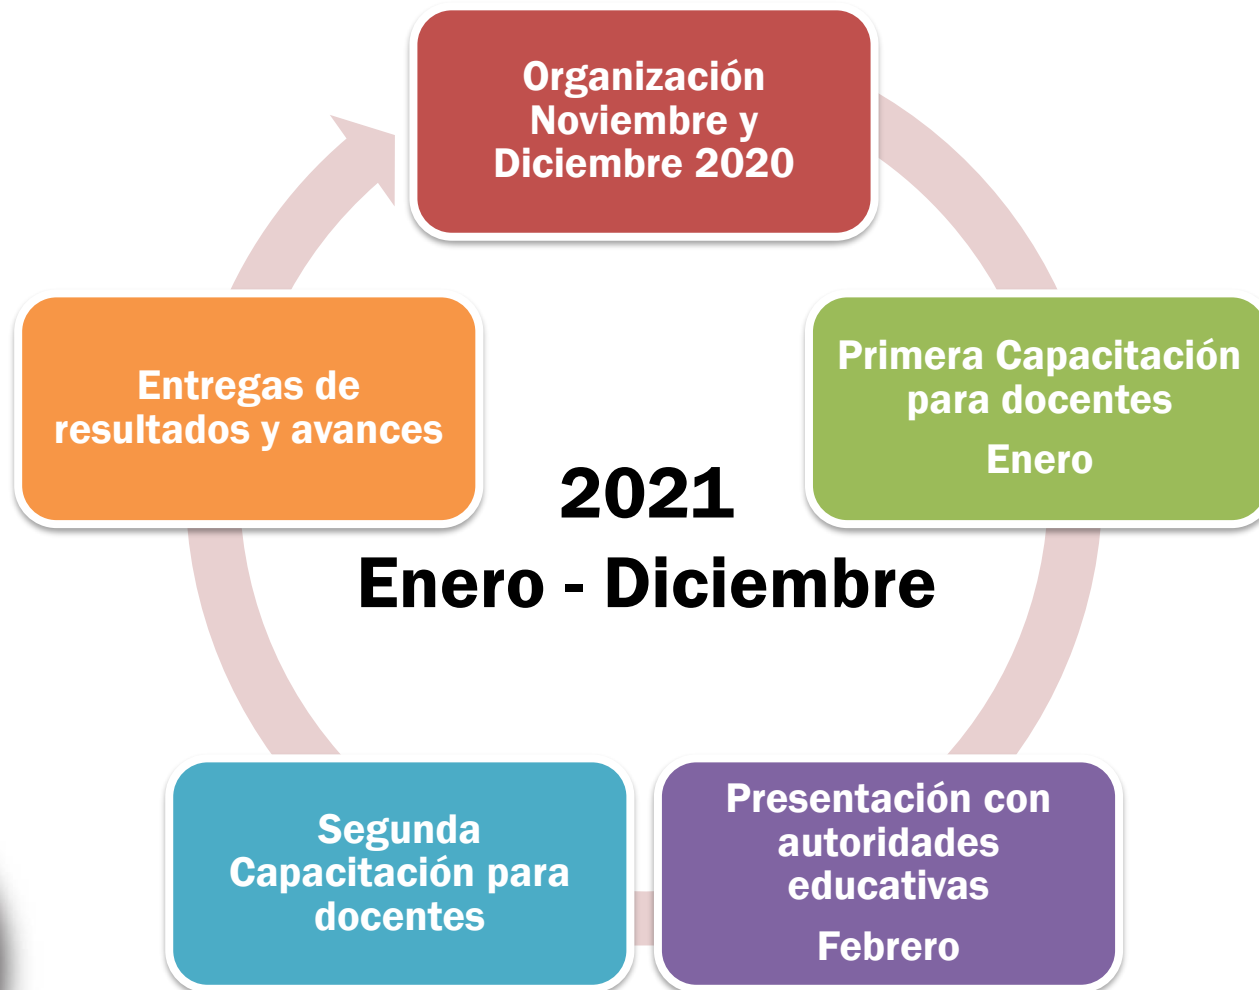 Organización
Noviembre y
Diciembre 2020
Primera Capacitación
para docentes
Enero
Presentación con
autoridades
educativas
Febrero
Segunda
Capacitación para
docentes
Entregas de
resultados y avances
2021
Enero - Diciembre